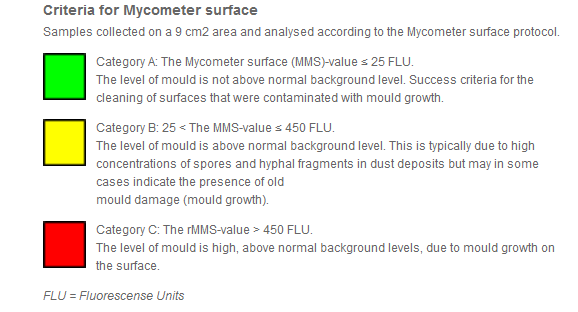 Criteria for Mycometer surface
Samples collected on a 9 cm2 area and analysed according to the Mycometer surface protocol.
Category A: The Mycometer surface (MMS)-value ≤ 25 FLU.
The level of mould is not above normal background level. Success criteria for the
cleaning of surfaces that were contaminated with mould growth.
Category B: 25 < The MMS-value ≤ 450 FLU.
The level of mould is above normal background level. This is typically due to high
concentrations of spores and hyphal fragments in dust deposits but may in some
cases indicate the presence of old
mould damage (mould growth).
Category C: The rMMS-value > 450 FLU.
The level of mould is high, above normal background levels, due to mould growth on
the surface.
FLU = Fluorescense Units